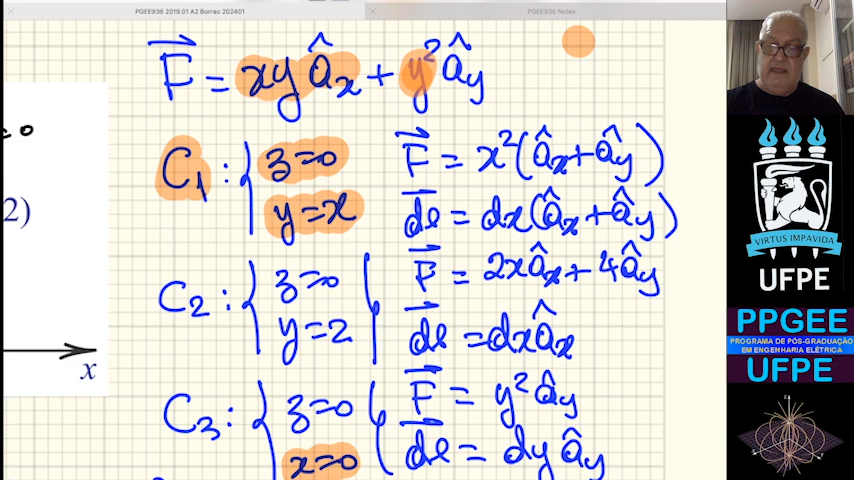 PGEE936 2019.01 A2 Borrao 202401
PGEE936 Notes
F⃗ = xy âx + y² ây
C1 : { z=0 F⃗ = x²(âx + ây)
y=x dℓ⃗ = dx(âx + ây)
C2 : { z=0 F⃗ = 2x âx + 4 ây
y=2 dℓ⃗ = dx âx
C3 : { z=0 F⃗ = y² ây
x=0 dℓ⃗ = dy ây
=0
2)
x
VIRTUS IMPAVIDA
UFPE
PPGEE
PROGRAMA DE PÓS-GRADUAÇÃO
EM ENGENHARIA ELÉTRICA
UFPE